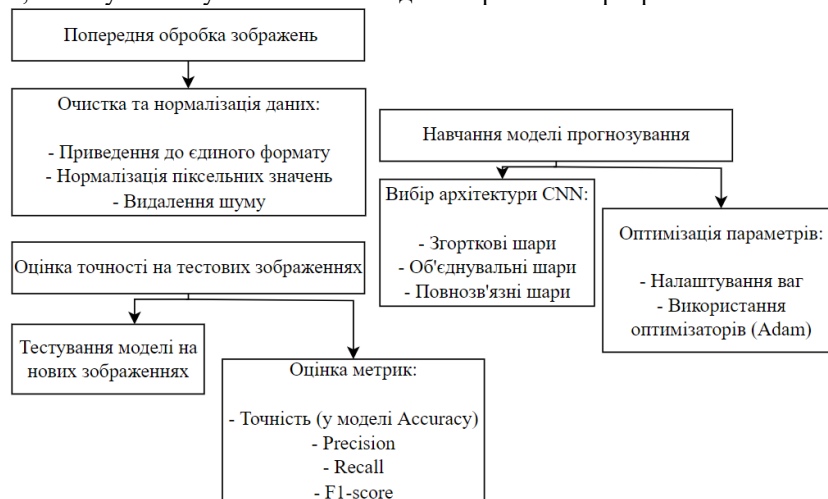 Попередня обробка зображень
Очистка та нормалізація даних:
- Приведення до єдиного формату
- Нормалізація піксельних значень
- Видалення шуму
Навчання моделі прогнозування
Вибір архітектури CNN:
- Згорткові шари
- Об'єднувальні шари
- Повнозв'язні шари
Оптимізація параметрів:
- Налаштування ваг
- Використання
оптимізаторів (Adam)
Оцінка точності на тестових зображеннях
Тестування моделі на
нових зображеннях
Оцінка метрик:
- Точність (у моделі Accuracy)
- Precision
- Recall
- F1-score